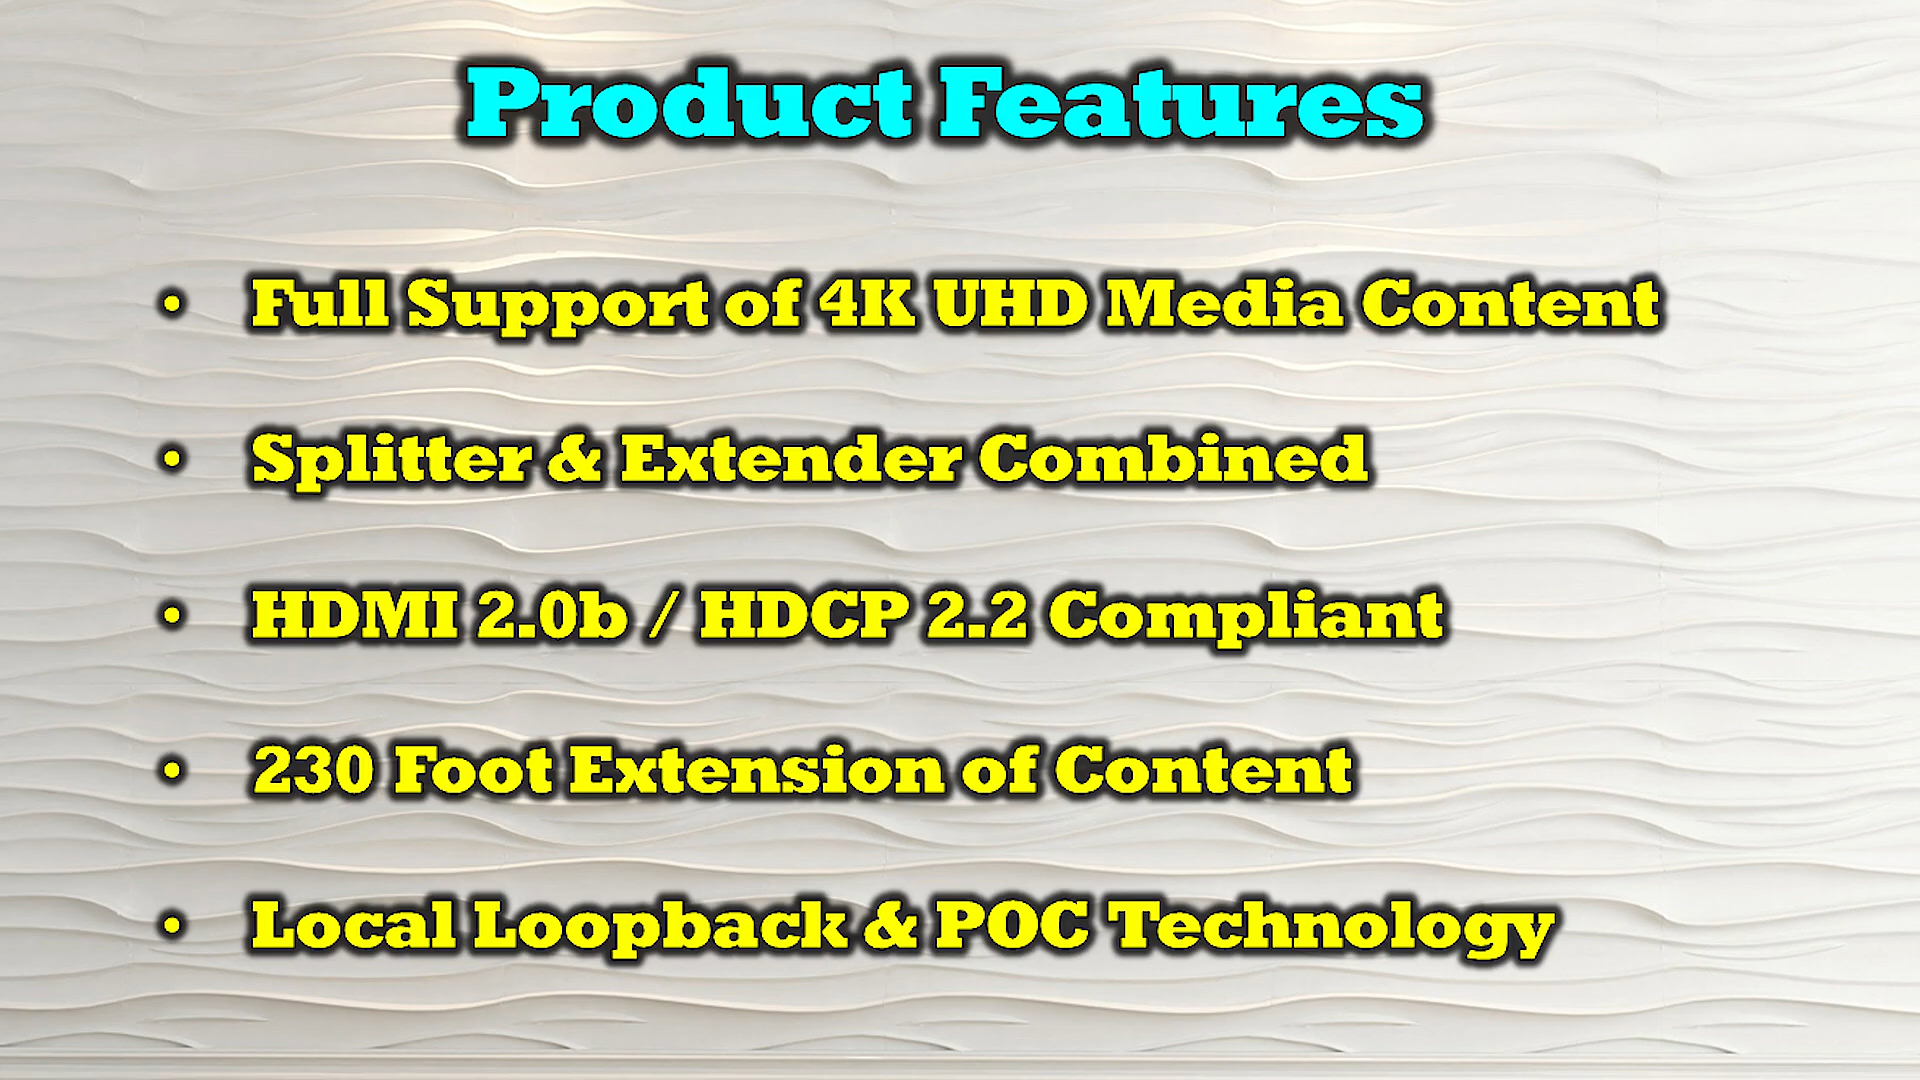 Product Features
• Full Support of 4K UHD Media Content
• Splitter & Extender Combined
• HDMI 2.0b / HDCP 2.2 Compliant
• 230 Foot Extension of Content
• Local Loopback & POC Technology